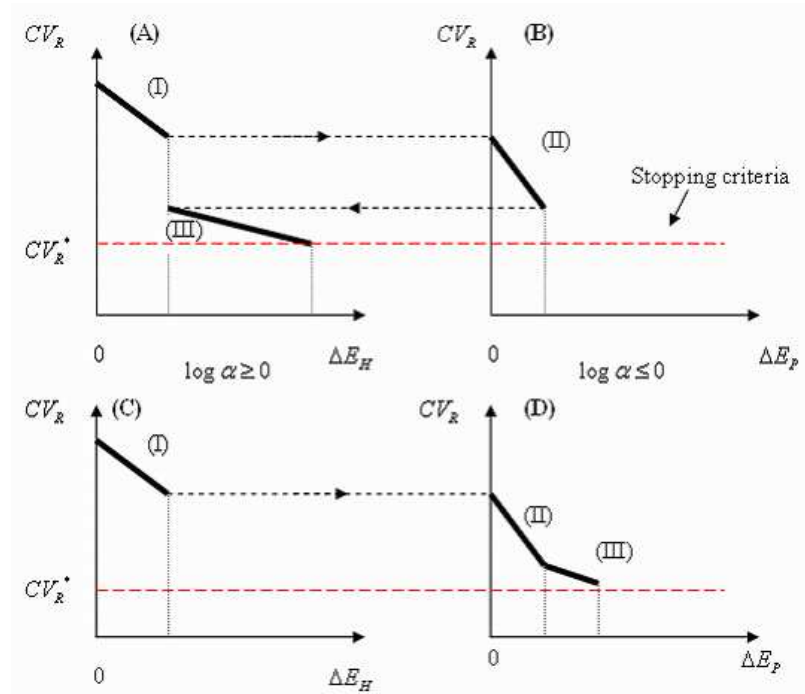 CV_R (A) CV_R (B)
(I)
(II)
Stopping criteria
(III)
CV_R^*
0 ΔE_H 0 ΔE_P
log α ≥ 0 log α ≤ 0
CV_R (C) CV_R (D)
(I)
(II)
(III)
CV_R^*
0 ΔE_H 0 ΔE_P